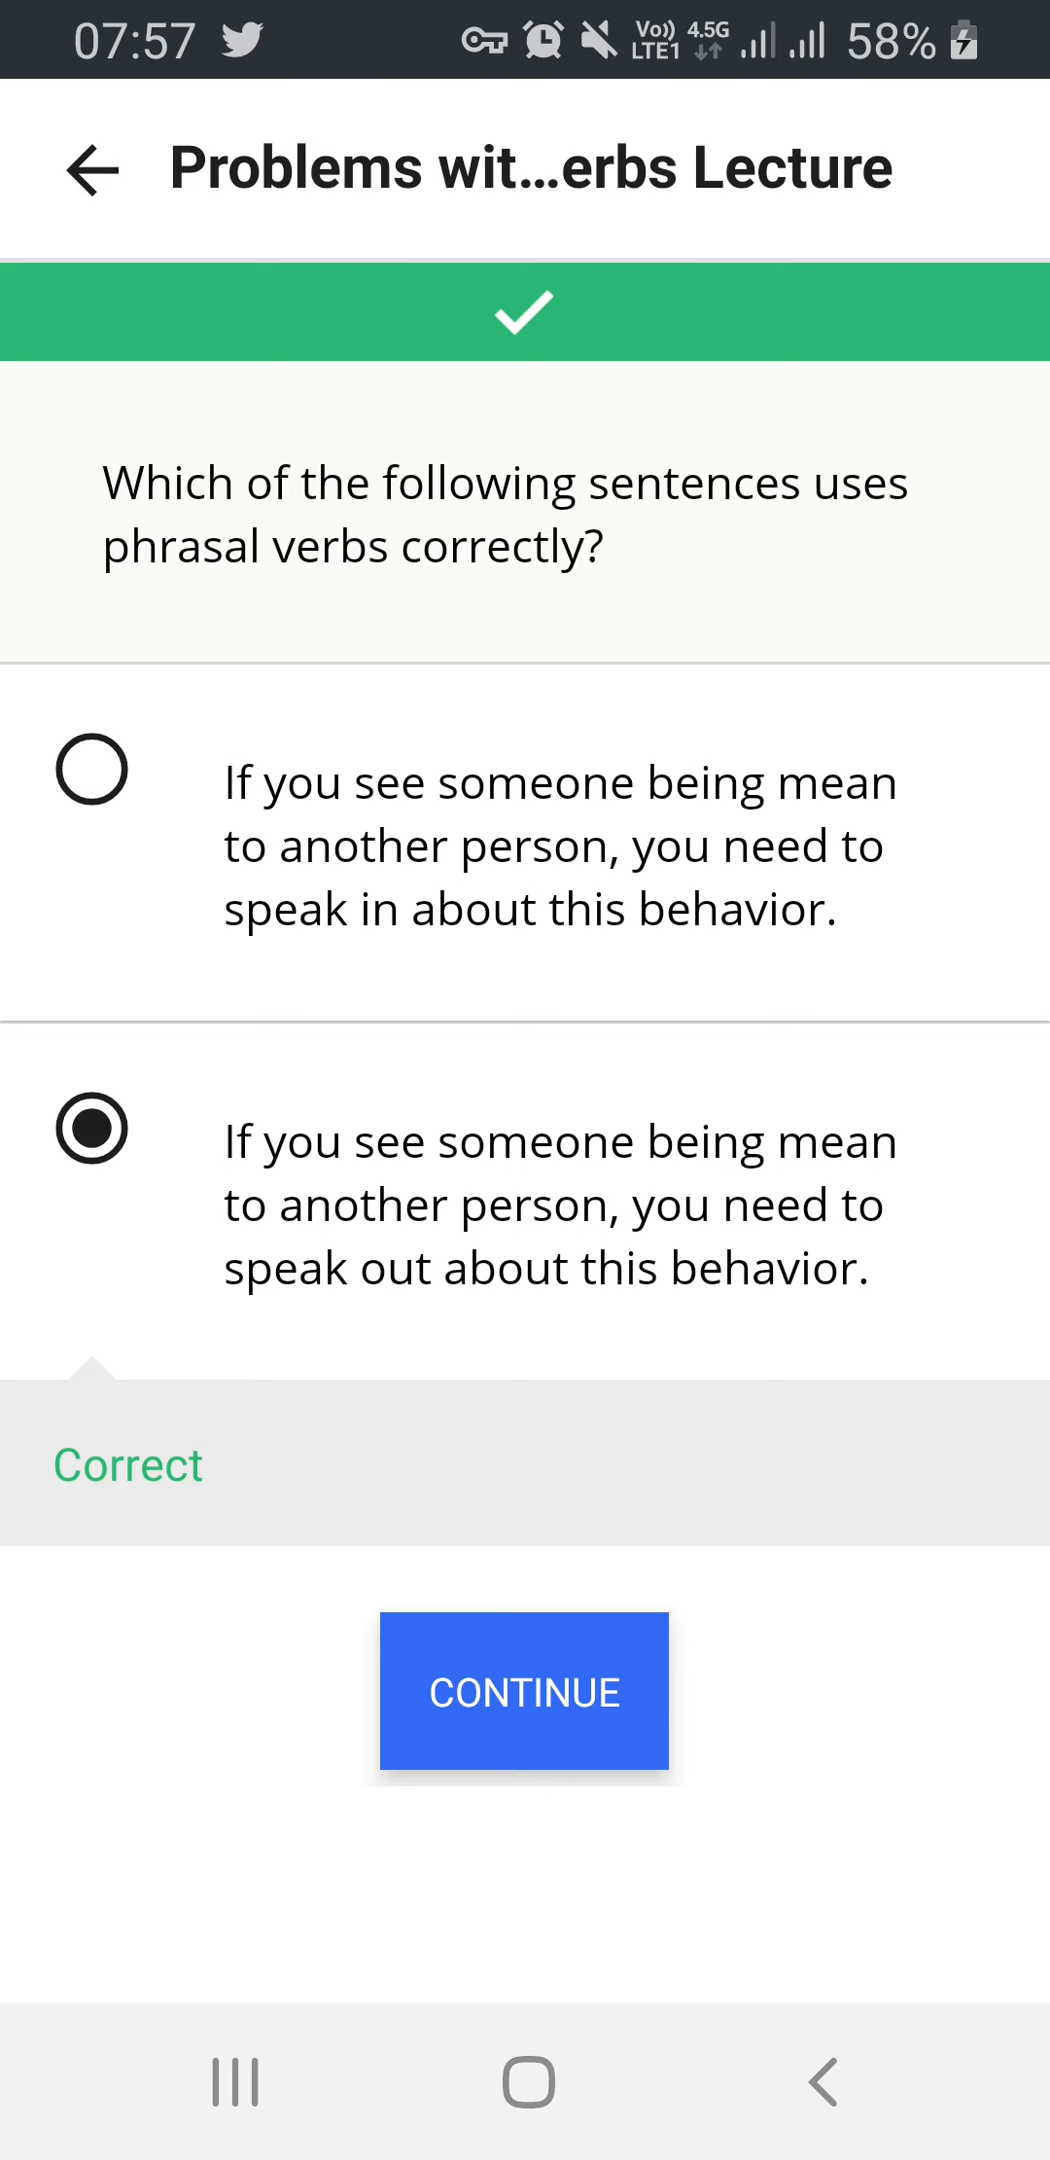 07:57 Vo)) LTE1 4.5G 58%
Problems wit...erbs Lecture
Which of the following sentences uses
phrasal verbs correctly?
If you see someone being mean
to another person, you need to
speak in about this behavior.
If you see someone being mean
to another person, you need to
speak out about this behavior.
Correct
CONTINUE